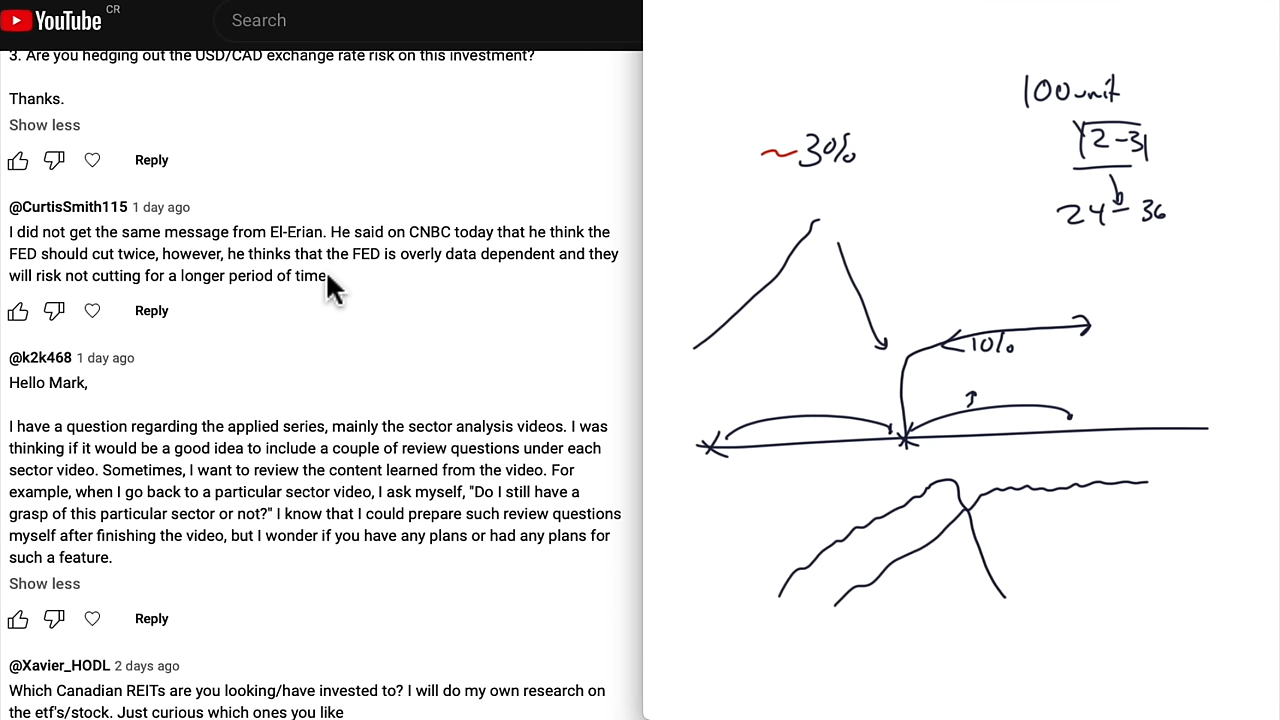 YouTube CR
Search
3. Are you hedging out the USD/CAD exchange rate risk on this investment?
Thanks.
Show less
Reply
@CurtisSmith115 1 day ago
I did not get the same message from El-Erian. He said on CNBC today that he think the
FED should cut twice, however, he thinks that the FED is overly data dependent and they
will risk not cutting for a longer period of time.
Reply
@k2k468 1 day ago
Hello Mark,
I have a question regarding the applied series, mainly the sector analysis videos. I was
thinking if it would be a good idea to include a couple of review questions under each
sector video. Sometimes, I want to review the content learned from the video. For
example, when I go back to a particular sector video, I ask myself, "Do I still have a
grasp of this particular sector or not?" I know that I could prepare such review questions
myself after finishing the video, but I wonder if you have any plans or had any plans for
such a feature.
Show less
Reply
@Xavier_HODL 2 days ago
Which Canadian REITs are you looking/have invested to? I will do my own research on
the etf's/stock. Just curious which ones you like
100 unit
2-3
24-36
~30%
10%